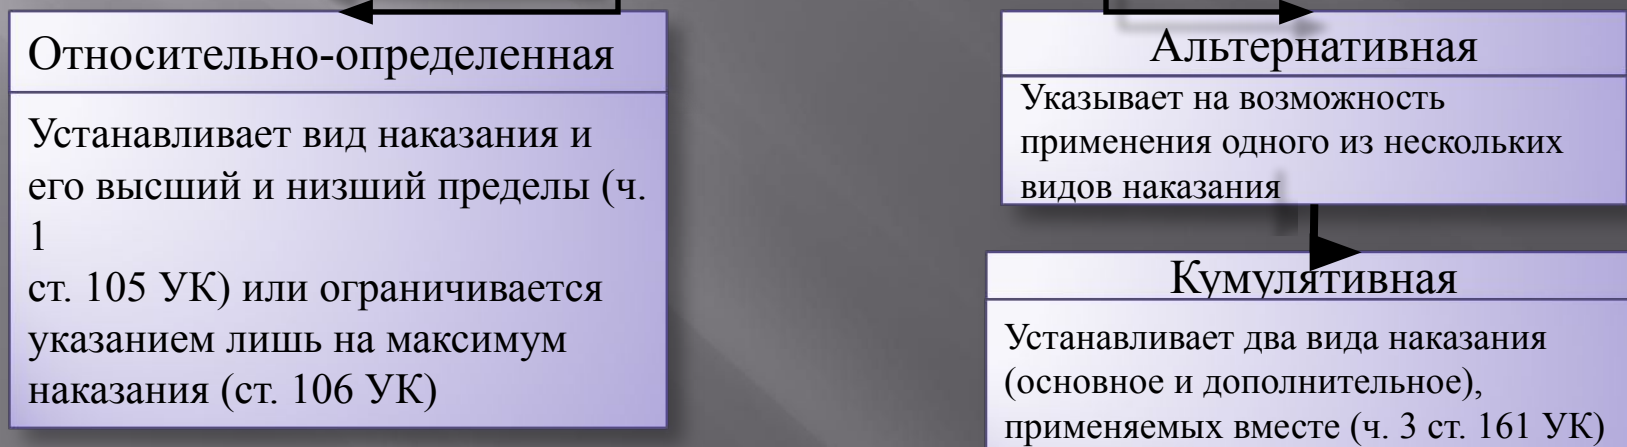 Относительно-определенная
Устанавливает вид наказания и
его высший и низший пределы (ч.
1
ст. 105 УК) или ограничивается
указанием лишь на максимум
наказания (ст. 106 УК)
Альтернативная
Указывает на возможность
применения одного из нескольких
видов наказания
Кумулятивная
Устанавливает два вида наказания
(основное и дополнительное),
применяемых вместе (ч. 3 ст. 161 УК)